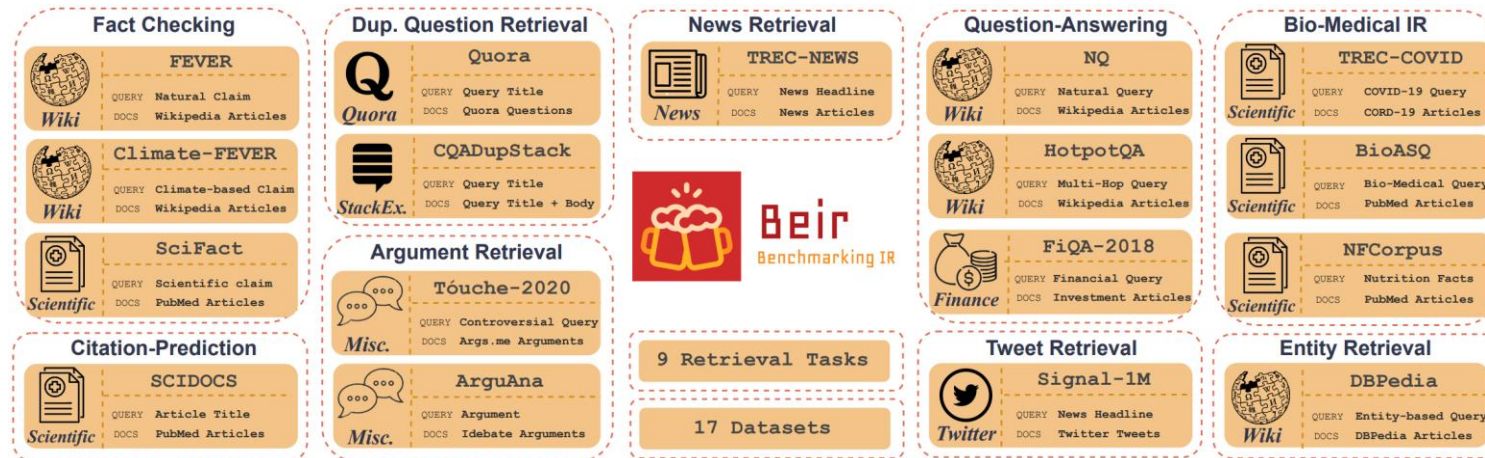 Fact Checking
FEVER
QUERY Natural Claim
DOCS Wikipedia Articles
Wiki
Climate-FEVER
QUERY Climate-based Claim
DOCS Wikipedia Articles
Wiki
SciFact
QUERY Scientific claim
DOCS PubMed Articles
Scientific
Citation-Prediction
SCIDOCS
QUERY Article Title
DOCS PubMed Articles
Scientific
Dup. Question Retrieval
Quora
QUERY Query Title
DOCS Quora Questions
Q
Quora
CQADupStack
QUERY Query Title
DOCS Query Title + Body
StackEx.
Argument Retrieval
Tóuche-2020
QUERY Controversial Query
DOCS Args.me Arguments
Misc.
ArguAna
QUERY Argument
DOCS Idebate Arguments
Misc.
News Retrieval
TREC-NEWS
QUERY News Headline
DOCS News Articles
News
Beir
Benchmarking IR
9 Retrieval Tasks
17 Datasets
Question-Answering
NQ
QUERY Natural Query
DOCS Wikipedia Articles
Wiki
HotpotQA
QUERY Multi-Hop Query
DOCS Wikipedia Articles
Wiki
FiQA-2018
QUERY Financial Query
DOCS Investment Articles
$
Finance
Tweet Retrieval
Signal-1M
QUERY News Headline
DOCS Twitter Tweets
Twitter
Bio-Medical IR
TREC-COVID
QUERY COVID-19 Query
DOCS CORD-19 Articles
Scientific
BioASQ
QUERY Bio-Medical Query
DOCS PubMed Articles
Scientific
NFCorpus
QUERY Nutrition Facts
DOCS PubMed Articles
Scientific
Entity Retrieval
DBPedia
QUERY Entity-based Query
DOCS DBPedia Articles
Wiki